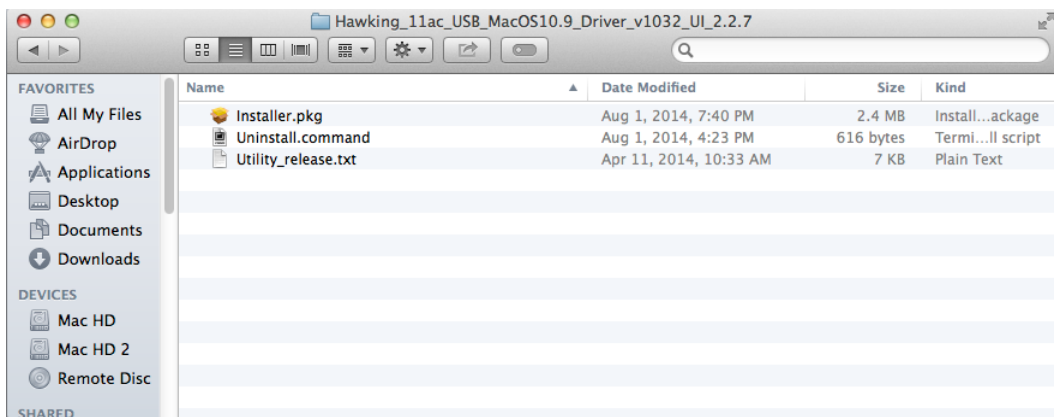 Hawking_11ac_USB_MacOS10.9_Driver_v1032_UI_2.2.7
FAVORITES
All My Files
AirDrop
Applications
Desktop
Documents
Downloads
DEVICES
Mac HD
Mac HD 2
Remote Disc
SHARED
Name Date Modified Size Kind
Installer.pkg Aug 1, 2014, 7:40 PM 2.4 MB Install...ackage
Uninstall.command Aug 1, 2014, 4:23 PM 616 bytes Termi...ll script
Utility_release.txt Apr 11, 2014, 10:33 AM 7 KB Plain Text